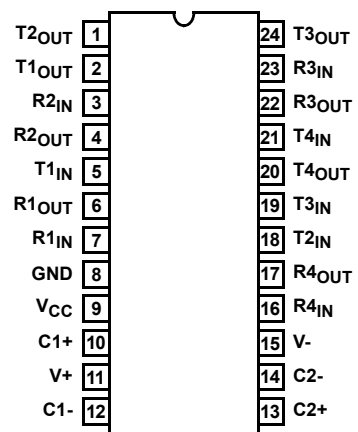 T2OUT 1 24 T3OUT
T1OUT 2 23 R3IN
R2IN 3 22 R3OUT
R2OUT 4 21 T4IN
T1IN 5 20 T4OUT
R1OUT 6 19 T3IN
R1IN 7 18 T2IN
GND 8 17 R4OUT
VCC 9 16 R4IN
C1+ 10 15 V-
V+ 11 14 C2-
C1- 12 13 C2+